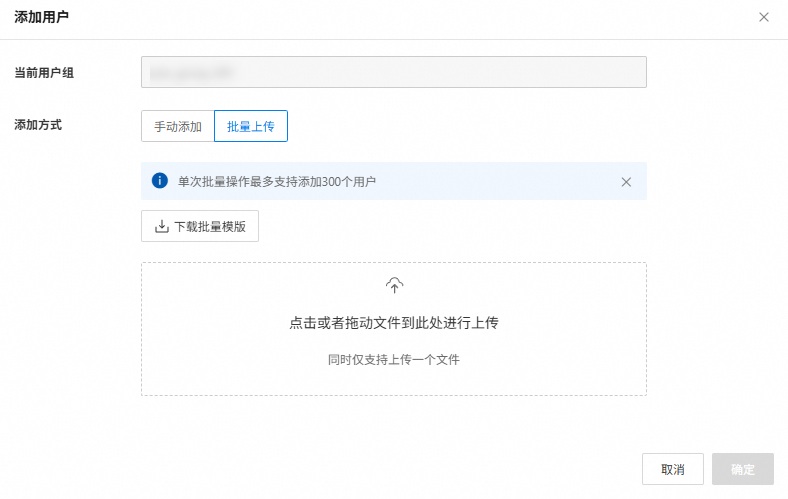 添加用户
当前用户组
添加方式
手动添加
批量上传
单次批量操作最多支持添加300个用户
下载批量模版
点击或者拖动文件到此处进行上传
同时仅支持上传一个文件
取消
确定